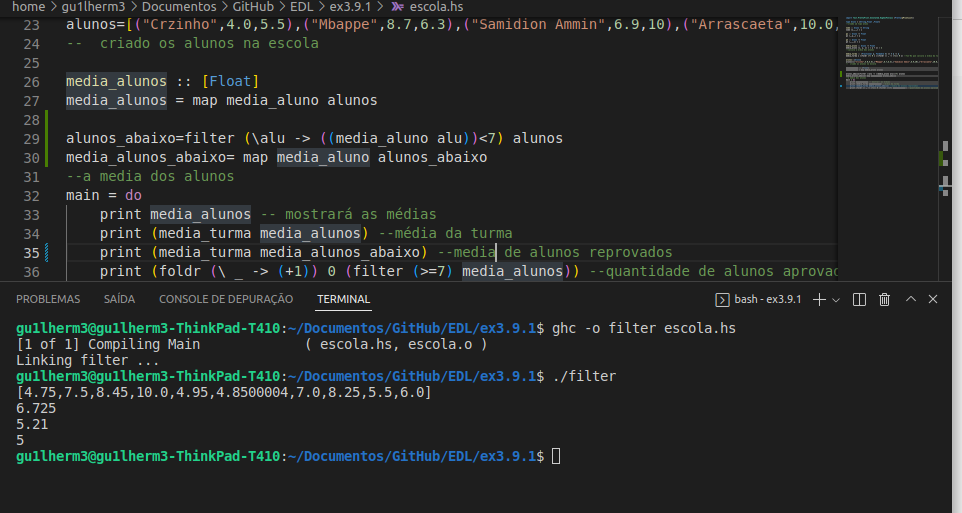 home > gu1lherm3 > Documentos > GitHub > EDL > ex3.9.1 > escola.hs
23 alunos=[("Crzinho",4.0,5.5),("Mbappe",8.7,6.3),("Samidion Ammin",6.9,10),("Arrascaeta",10.0,
24 -- criado os alunos na escola
25
26 media_alunos :: [Float]
27 media_alunos = map media_aluno alunos
28
29 alunos_abaixo=filter (\alu -> ((media_aluno alu))<7) alunos
30 media_alunos_abaixo= map media_aluno alunos_abaixo
31 --a media dos alunos
32 main = do
33 print media_alunos -- mostrará as médias
34 print (media_turma media_alunos) --média da turma
35 print (media_turma media_alunos_abaixo) --media de alunos reprovados
36 print (foldr (\ _ -> (+1)) 0 (filter (>=7) media_alunos)) --quantidade de alunos aprovad
PROBLEMAS SAÍDA CONSOLE DE DEPURAÇÃO TERMINAL bash - ex3.9.1
gu1lherm3@gu1lherm3-ThinkPad-T410:~/Documentos/GitHub/EDL/ex3.9.1$ ghc -o filter escola.hs
[1 of 1] Compiling Main ( escola.hs, escola.o )
Linking filter ...
gu1lherm3@gu1lherm3-ThinkPad-T410:~/Documentos/GitHub/EDL/ex3.9.1$ ./filter
[4.75,7.5,8.45,10.0,4.95,4.8500004,7.0,8.25,5.5,6.0]
6.725
5.21
5
gu1lherm3@gu1lherm3-ThinkPad-T410:~/Documentos/GitHub/EDL/ex3.9.1$